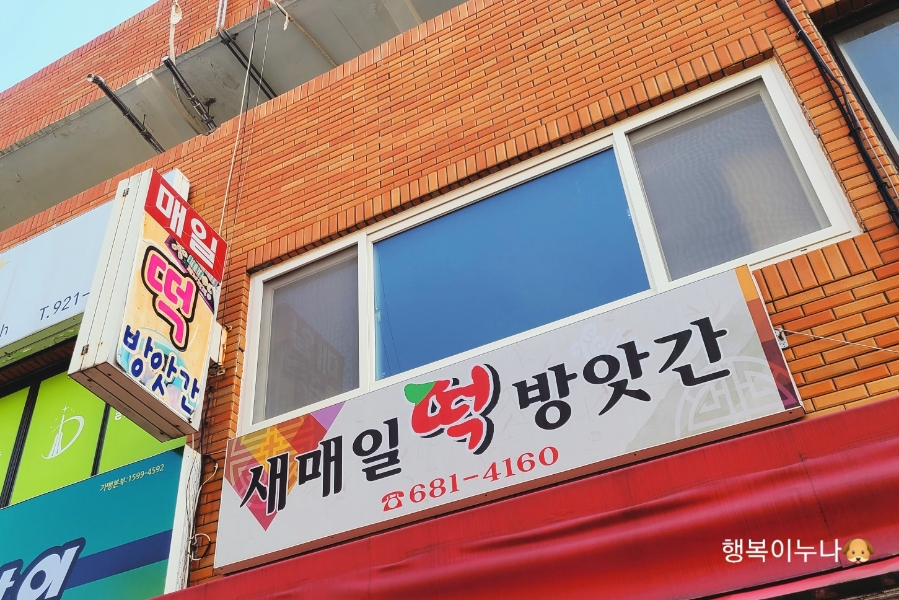 매일
떡
방앗간
T.921-
가맹본부:1599-4592
새매일떡방앗간
☎681-4160
행복이누나🐶